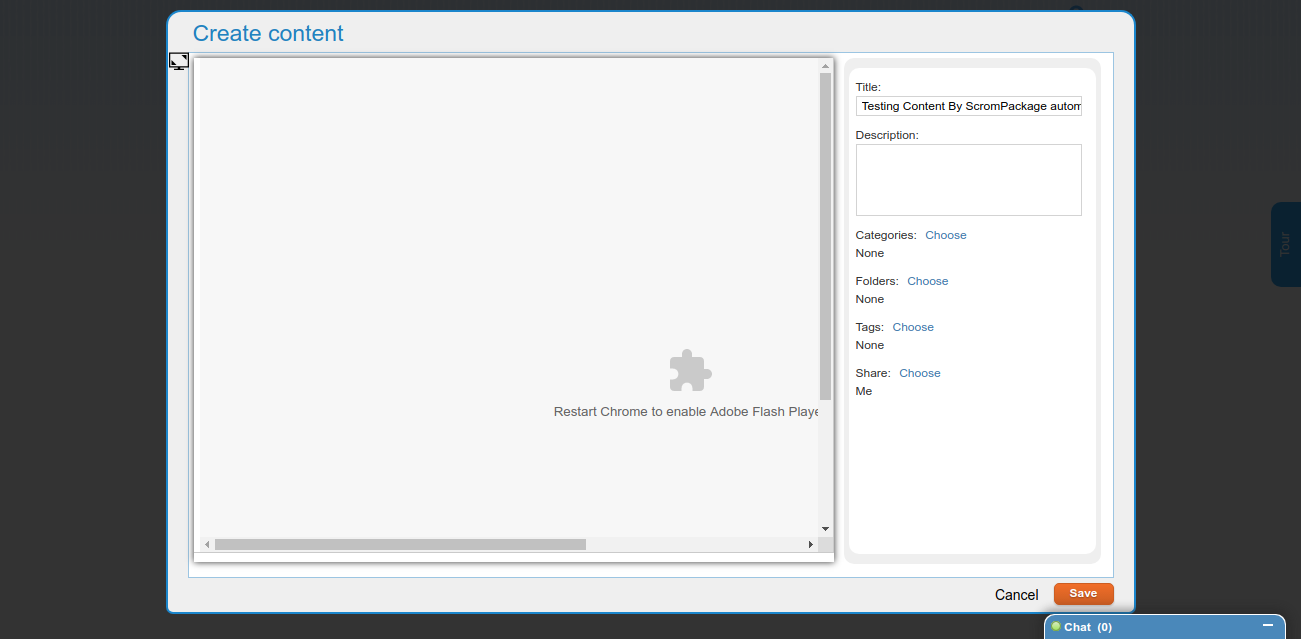 Create content
Restart Chrome to enable Adobe Flash Playe
Title:
Testing Content By ScromPackage autom
Description:
Categories: Choose
None
Folders: Choose
None
Tags: Choose
None
Share: Choose
Me
Tour
Cancel Save
Chat (0)